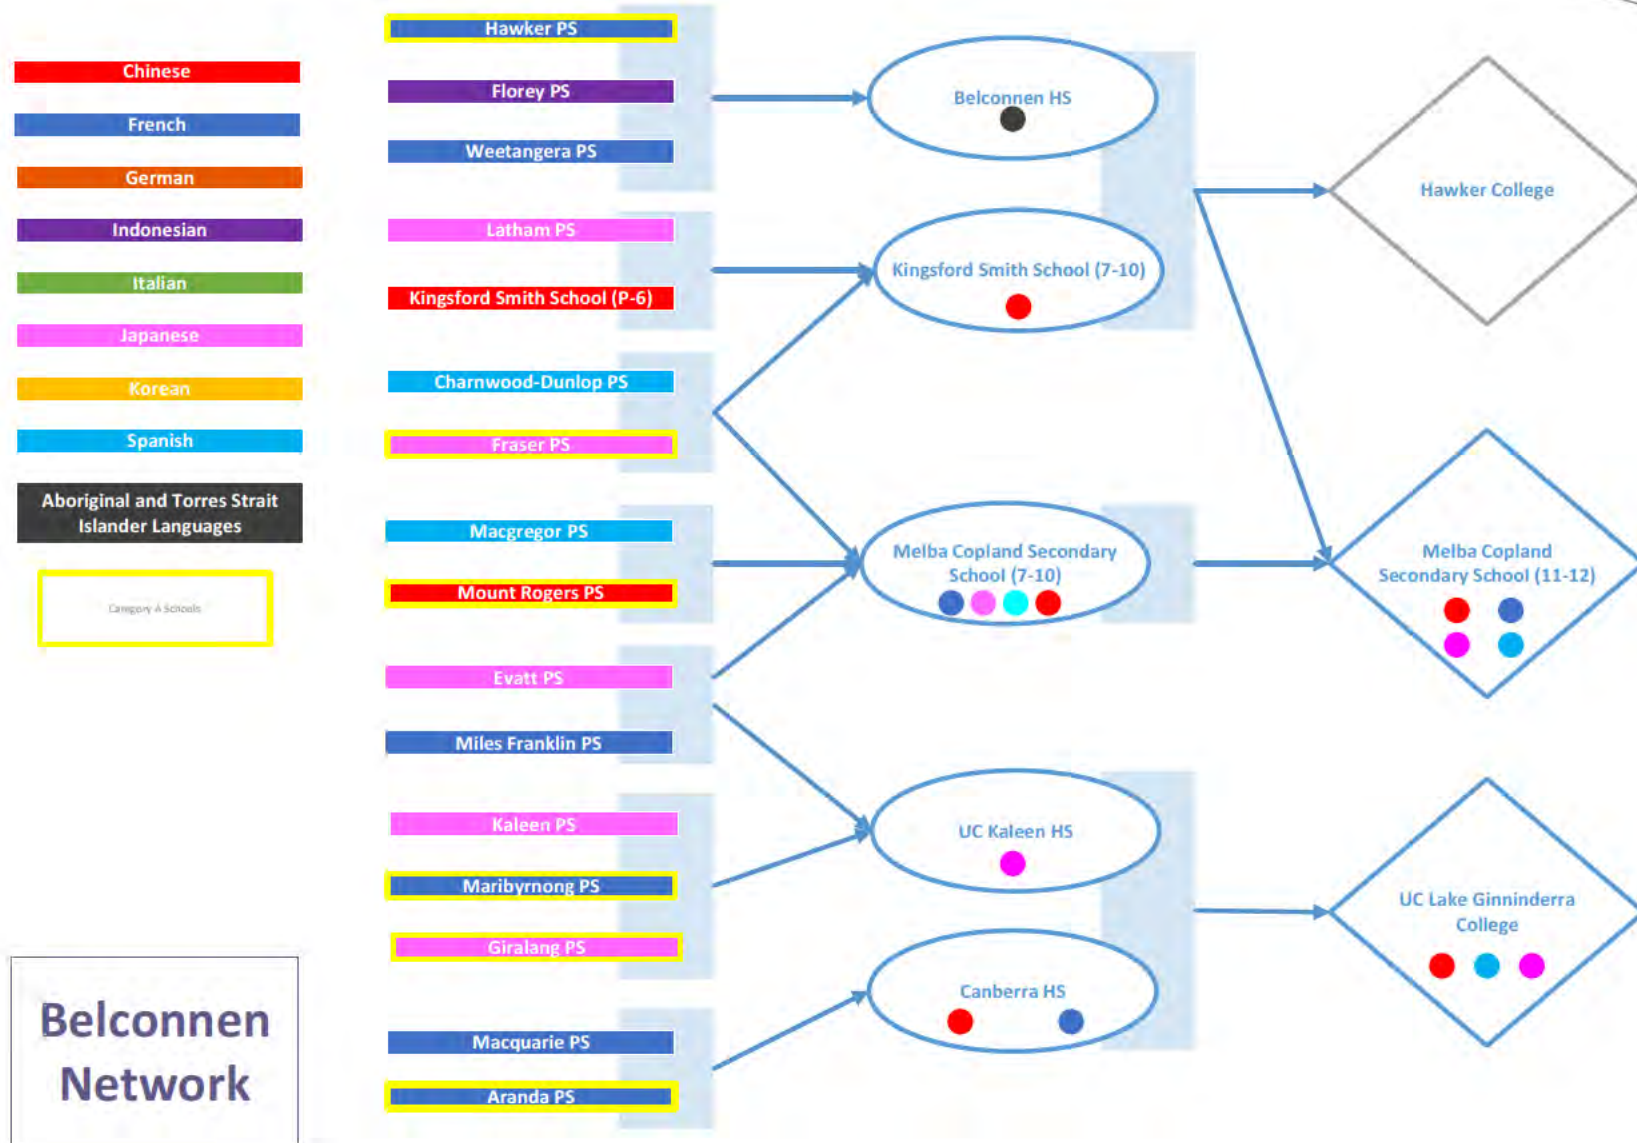 Chinese
French
German
Indonesian
Italian
Japanese
Korean
Spanish
Aboriginal and Torres Strait
Islander Languages
Category A Schools
Belconnen
Network
Hawker PS
Florey PS
Weetangera PS
Latham PS
Kingsford Smith School (P-6)
Charnwood-Dunlop PS
Fraser PS
Macgregor PS
Mount Rogers PS
Evatt PS
Miles Franklin PS
Kaleen PS
Maribyrnong PS
Giralang PS
Macquarie PS
Aranda PS
Belconnen HS
Kingsford Smith School (7-10)
Melba Copland Secondary
School (7-10)
UC Kaleen HS
Canberra HS
Hawker College
Melba Copland
Secondary School (11-12)
UC Lake Ginninderra
College